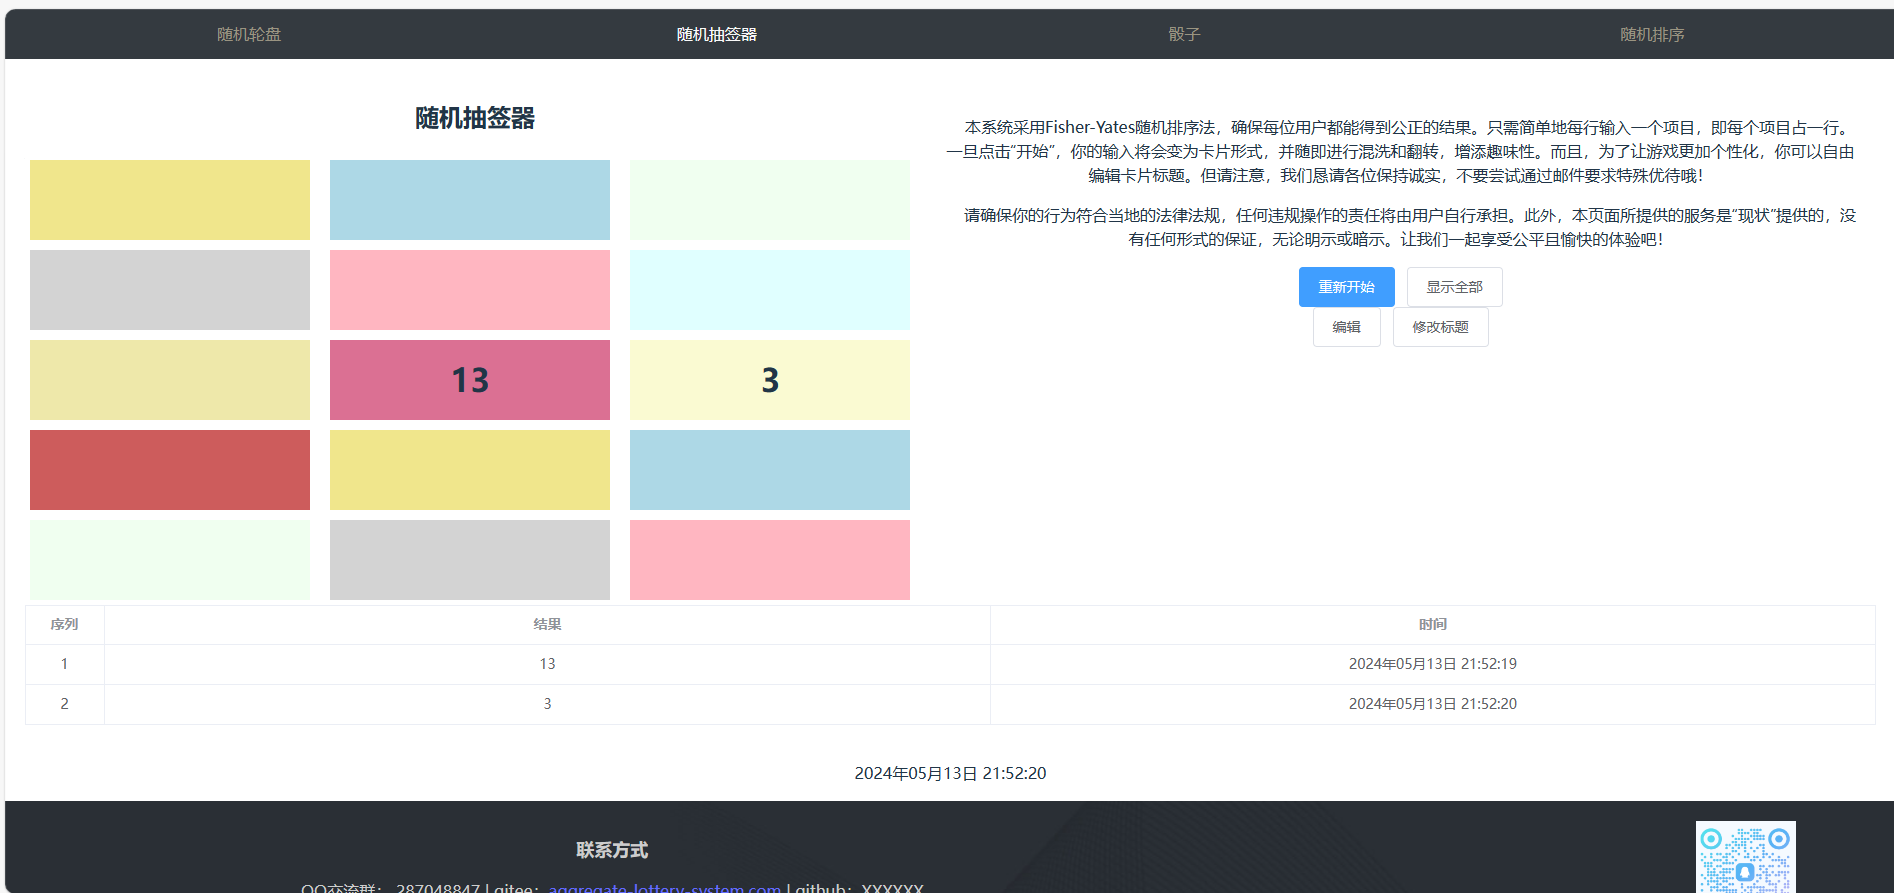 随机轮盘
随机抽签器
骰子
随机排序
随机抽签器
本系统采用Fisher-Yates随机排序法，确保每位用户都能得到公正的结果。只需简单地每行输入一个项目，即每个项目占一行。
一旦点击“开始”，你的输入将会变为卡片形式，并随即进行混洗和翻转，增添趣味性。而且，为了让游戏更加个性化，你可以自由
编辑卡片标题。但请注意，我们恳请各位保持诚实，不要尝试通过邮件要求特殊优待哦！
请确保你的行为符合当地的法律法规，任何违规操作的责任将由用户自行承担。此外，本页面所提供的服务是“现状”提供的，没
有任何形式的保证，无论明示或暗示。让我们一起享受公平且愉快的体验吧！
重新开始
显示全部
编辑
修改标题
13
3
序列
结果
时间
1
13
2024年05月13日 21:52:19
2
3
2024年05月13日 21:52:20
2024年05月13日 21:52:20
联系方式
QQ交流群： 287048847 | gitee：aggregate-lottery-system.com | github：XXXXXX